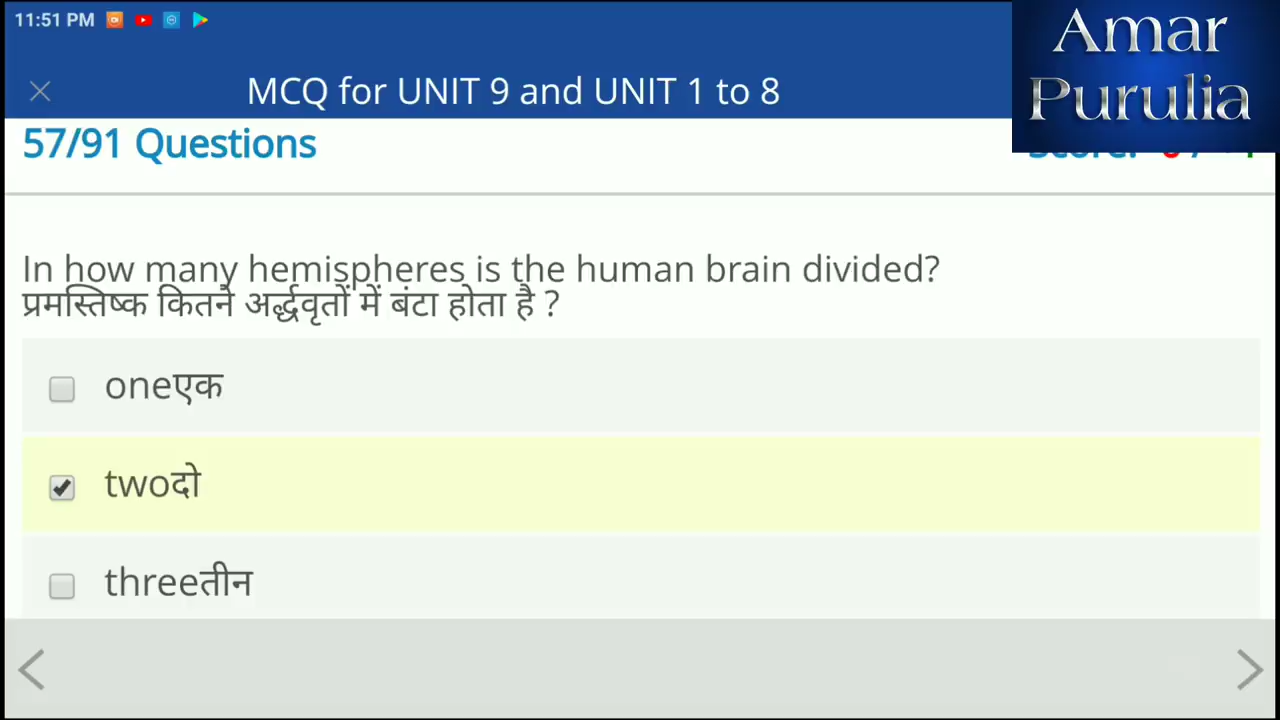 11:51 PM
Amar
Purulia
MCQ for UNIT 9 and UNIT 1 to 8
57/91 Questions
In how many hemispheres is the human brain divided?
प्रमस्तिष्क कितने अर्द्धवृतों में बंटा होता है ?
oneएक
twoदो
threeतीन